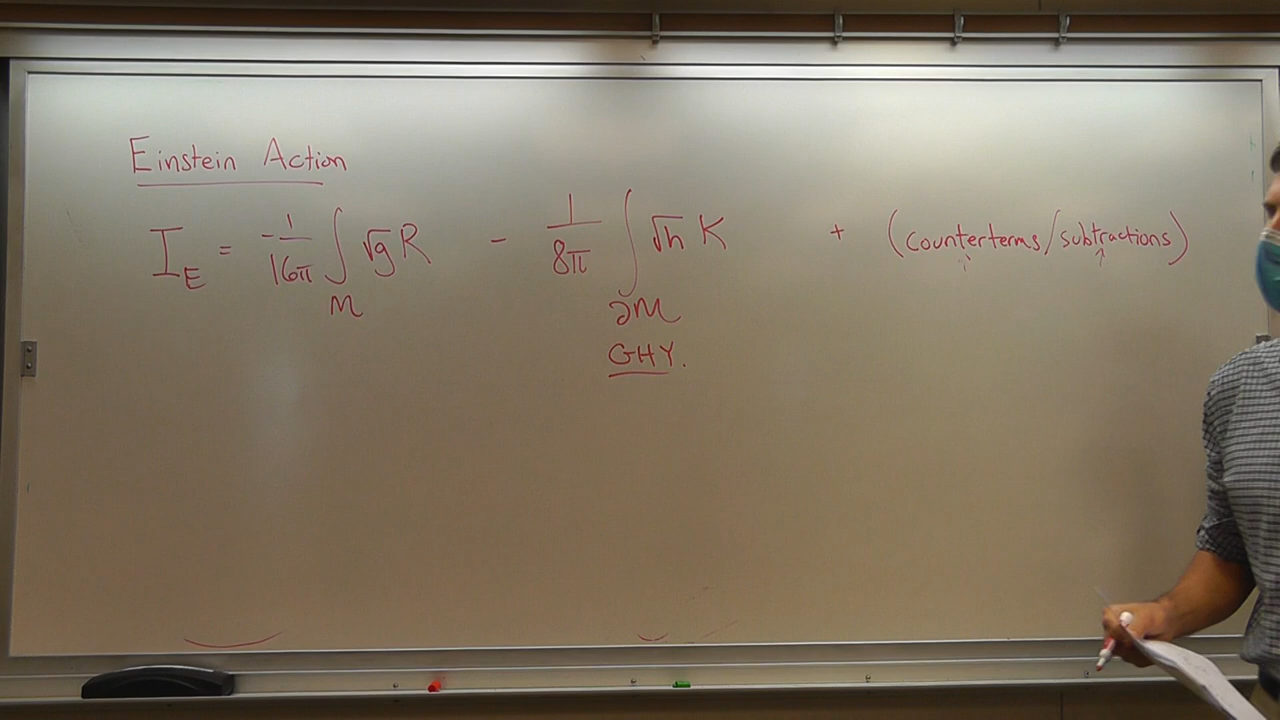 Einstein Action
I_E = -1/16π ∫_M √g R - 1/8π ∫_∂M √h K + (counterterms/subtractions)
GHY.